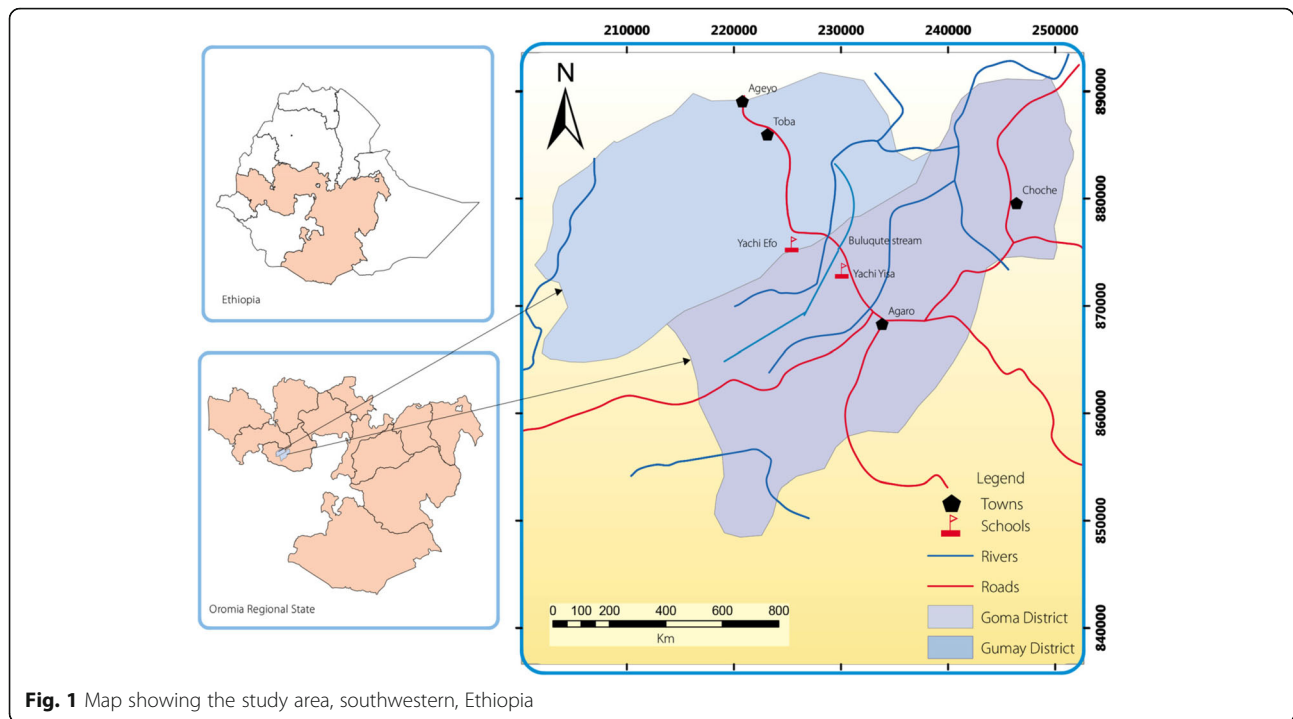 Ethiopia
Oromia Regional State
210000 220000 230000 240000 250000
890000
880000
870000
860000
850000
840000
N
Ageyo
Toba
Choche
Yachi Efo
Buluqute stream
Yachi Yisa
Agaro
Legend
Towns
Schools
Rivers
Roads
Goma District
Gumay District
0 100 200 400 600 800
Km
Fig. 1 Map showing the study area, southwestern, Ethiopia